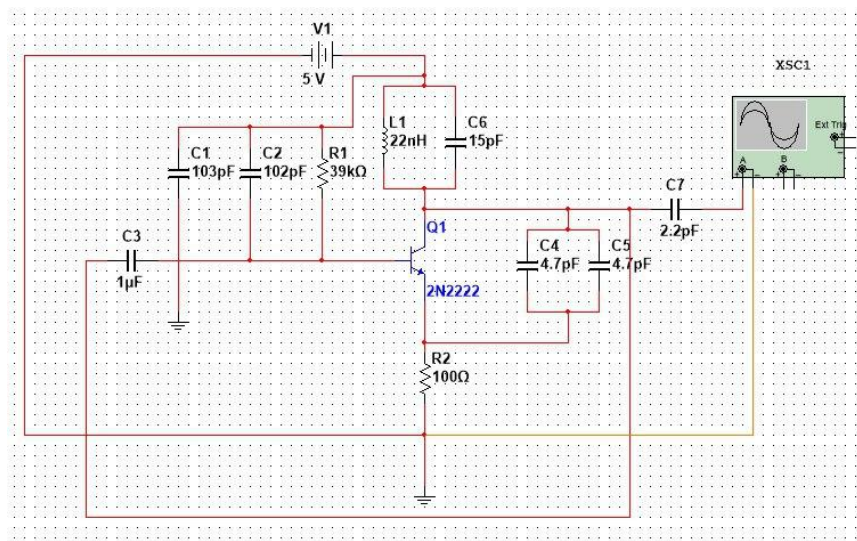 V1
5 V
XSC1
Ext Trig
A
B
L1
22nH
C6
15pF
C1
103pF
C2
102pF
R1
39kΩ
C7
2.2pF
C3
1µF
Q1
2N2222
C4
4.7pF
C5
4.7pF
R2
100Ω